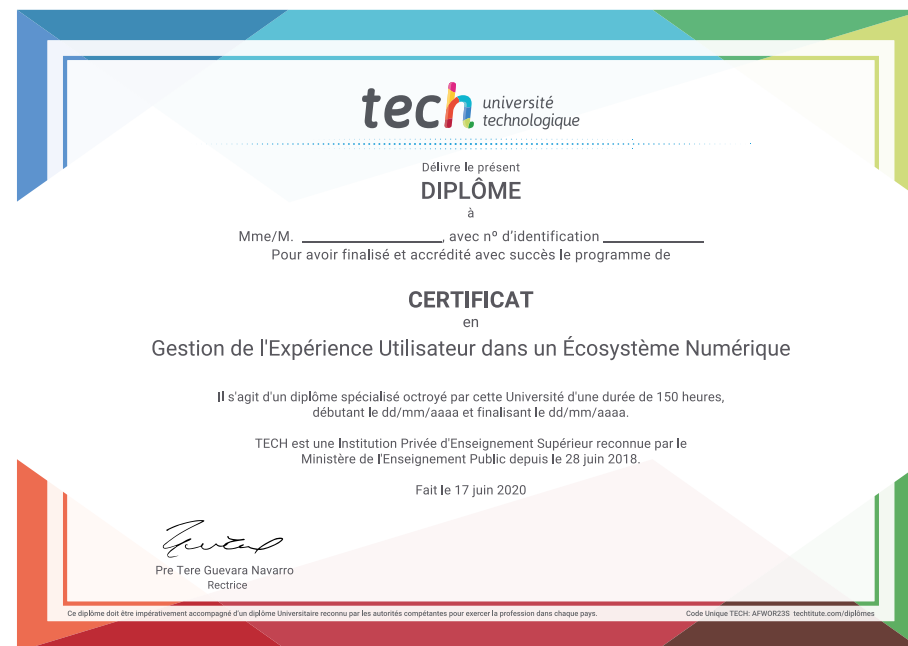 tech université
technologique
Délivre le présent
DIPLÔME
à
Mme/M. ____________________, avec nº d'identification ______________
Pour avoir finalisé et accrédité avec succès le programme de
CERTIFICAT
en
Gestion de l'Expérience Utilisateur dans un Écosystème Numérique
Il s'agit d'un diplôme spécialisé octroyé par cette Université d'une durée de 150 heures,
débutant le dd/mm/aaaa et finalisant le dd/mm/aaaa.
TECH est une Institution Privée d'Enseignement Supérieur reconnue par le
Ministère de l'Enseignement Public depuis le 28 juin 2018.
Fait le 17 juin 2020
Pre Tere Guevara Navarro
Rectrice
Ce diplôme doit être impérativement accompagné d'un diplôme Universitaire reconnu par les autorités compétantes pour exercer la profession dans chaque pays. Code Unique TECH: AFWOR23S techtitute.com/diplômes